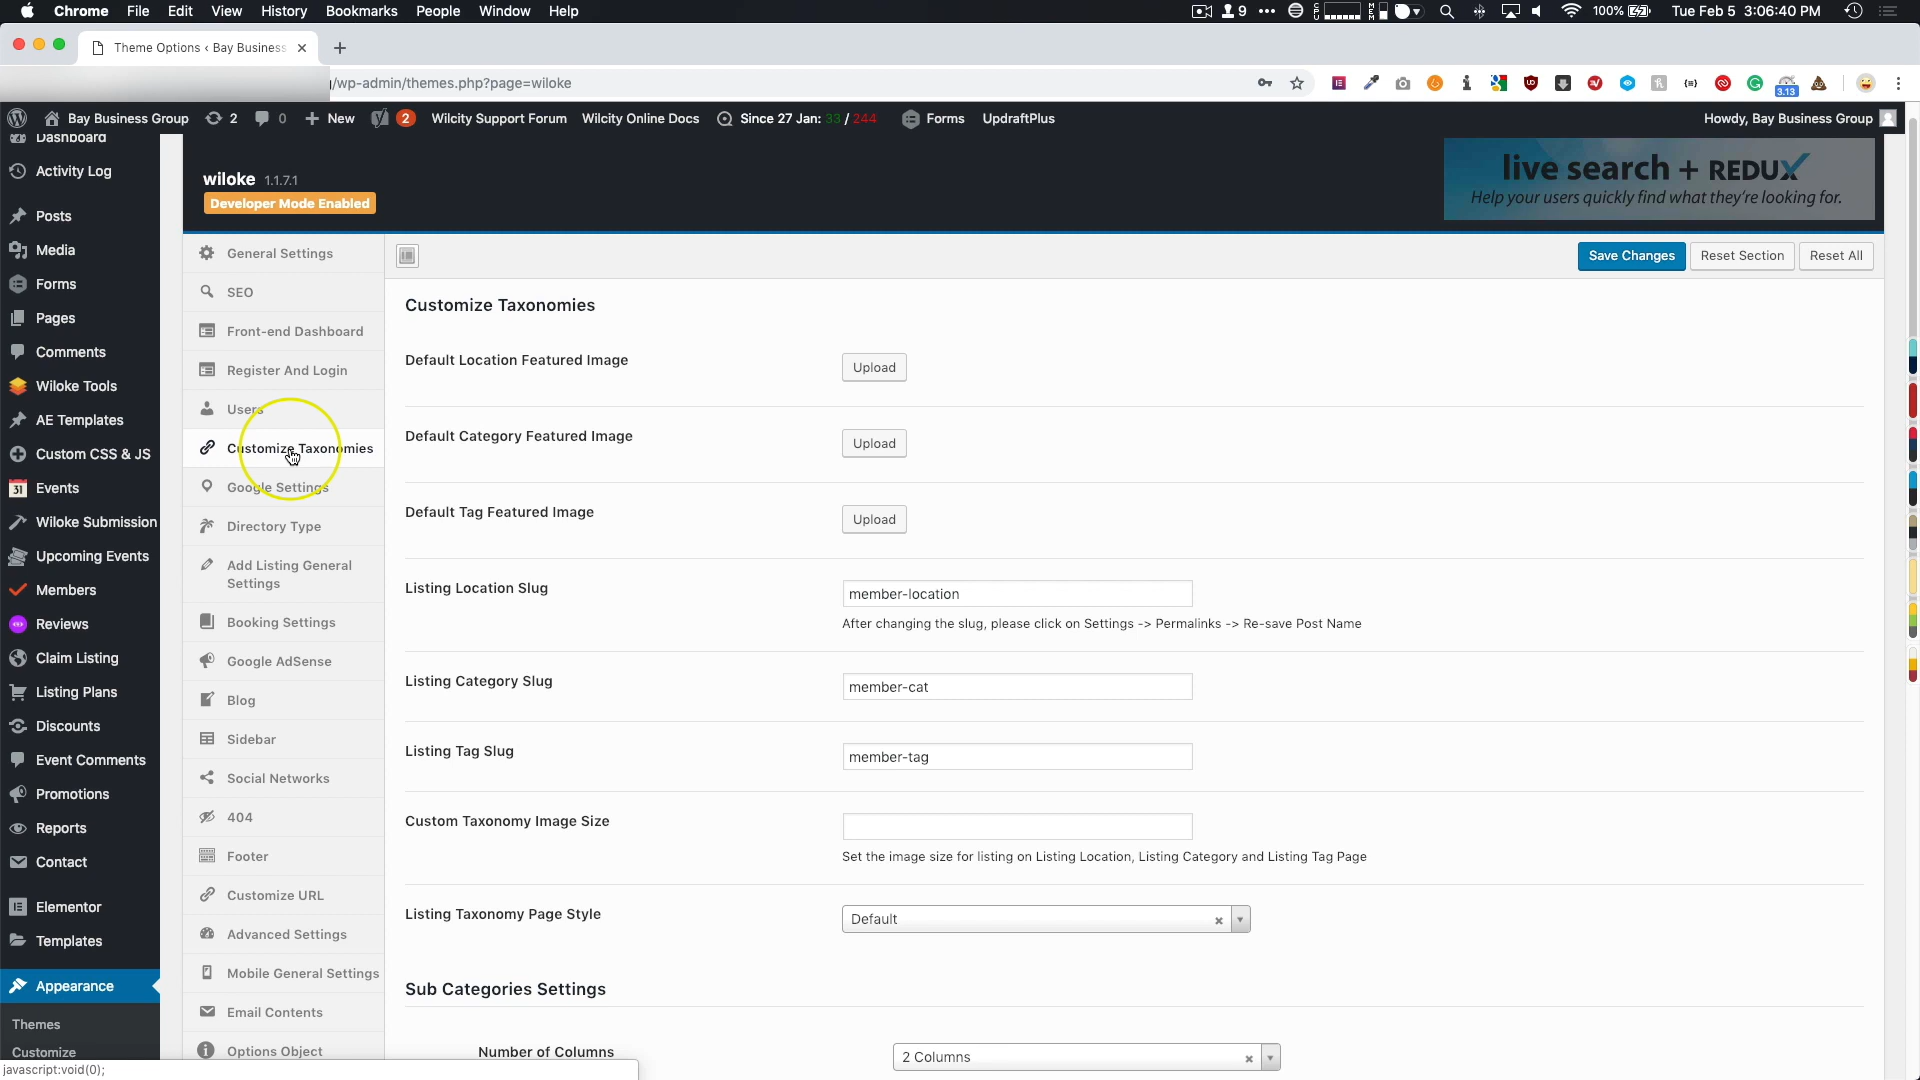 Chrome File Edit View History Bookmarks People Window Help
9
100%
Tue Feb 5 3:06:40 PM
Theme Options ‹ Bay Business
/wp-admin/themes.php?page=wiloke
3.13
Bay Business Group 2 0 New 2 Wilcity Support Forum Wilcity Online Docs Since 27 Jan: 33 / 244 Forms UpdraftPlus
Howdy, Bay Business Group
Dashboard
Activity Log
Posts
Media
Forms
Pages
Comments
Wiloke Tools
AE Templates
Custom CSS & JS
31 Events
Wiloke Submission
Upcoming Events
Members
Reviews
Claim Listing
Listing Plans
Discounts
Event Comments
Promotions
Reports
Contact
Elementor
Templates
Appearance
Themes
Customize
javascript:void(0);
wiloke 1.1.7.1
Developer Mode Enabled
live search + REDUX
Help your users quickly find what they're looking for.
General Settings
SEO
Front-end Dashboard
Register And Login
Users
Customize Taxonomies
Google Settings
Directory Type
Add Listing General
Settings
Booking Settings
Google AdSense
Blog
Sidebar
Social Networks
404
Footer
Customize URL
Advanced Settings
Mobile General Settings
Email Contents
Options Object
Save Changes Reset Section Reset All
Customize Taxonomies
Default Location Featured Image Upload
Default Category Featured Image Upload
Default Tag Featured Image Upload
Listing Location Slug member-location
After changing the slug, please click on Settings -> Permalinks -> Re-save Post Name
Listing Category Slug member-cat
Listing Tag Slug member-tag
Custom Taxonomy Image Size
Set the image size for listing on Listing Location, Listing Category and Listing Tag Page
Listing Taxonomy Page Style Default
Sub Categories Settings
Number of Columns 2 Columns